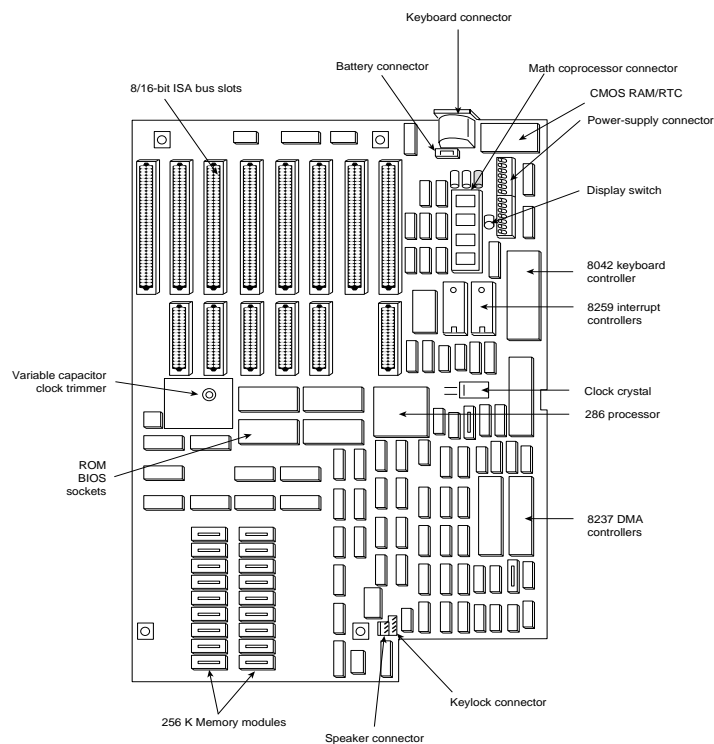 Keyboard connector
Battery connector
Math coprocessor connector
8/16-bit ISA bus slots
CMOS RAM/RTC
Power-supply connector
Display switch
8042 keyboard
controller
8259 interrupt
controllers
Variable capacitor
clock trimmer
Clock crystal
286 processor
ROM
BIOS
sockets
8237 DMA
controllers
Keylock connector
256 K Memory modules
Speaker connector